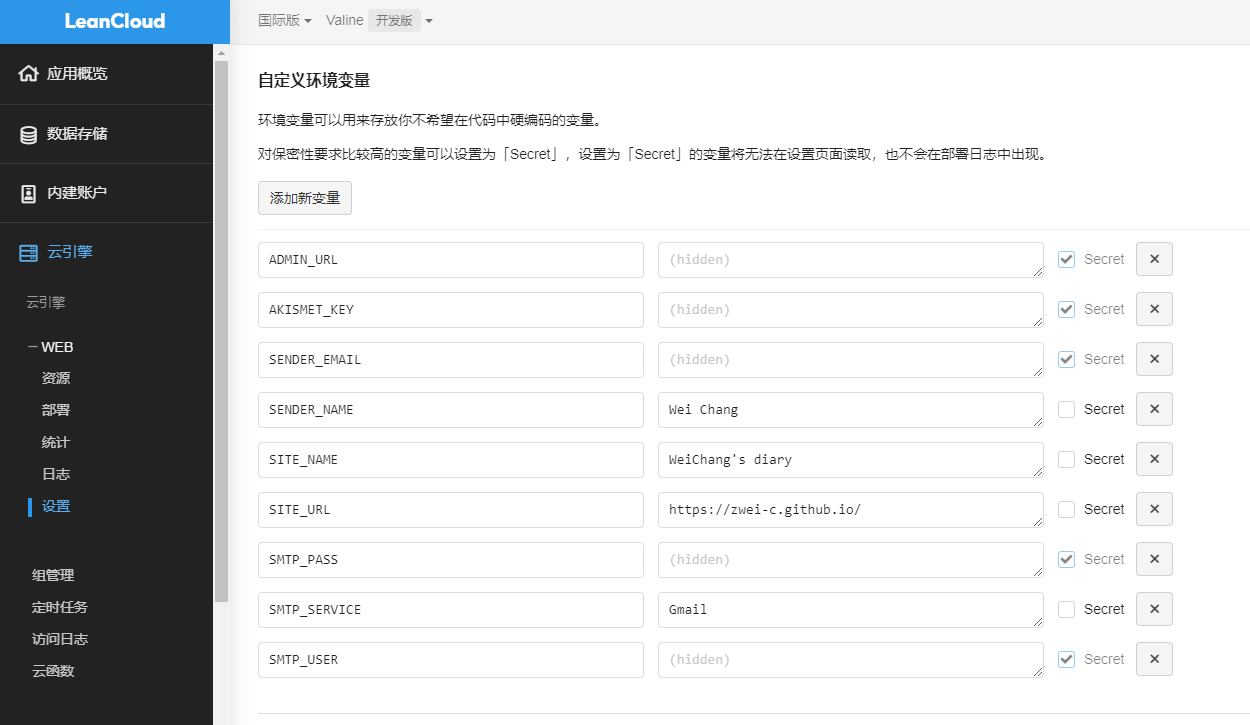 LeanCloud
国际版 Valine 开发版
应用概览
数据存储
内建账户
云引擎
云引擎
WEB
资源
部署
统计
日志
设置
组管理
定时任务
访问日志
云函数
自定义环境变量
环境变量可以用来存放你不希望在代码中硬编码的变量。
对保密性要求比较高的变量可以设置为「Secret」，设置为「Secret」的变量将无法在设置页面读取，也不会在部署日志中出现。
添加新变量
ADMIN_URL (hidden) Secret
AKISMET_KEY (hidden) Secret
SENDER_EMAIL (hidden) Secret
SENDER_NAME Wei Chang Secret
SITE_NAME WeiChang's diary Secret
SITE_URL https://zwei-c.github.io/ Secret
SMTP_PASS (hidden) Secret
SMTP_SERVICE Gmail Secret
SMTP_USER (hidden) Secret